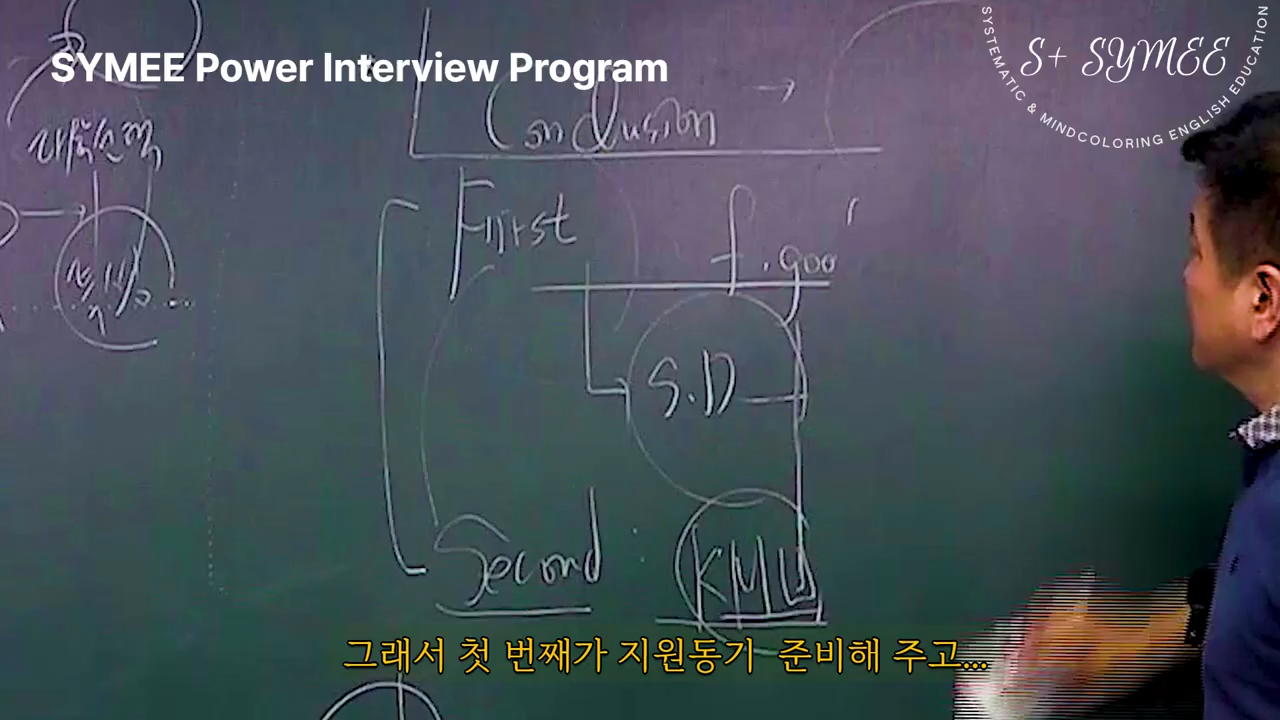 SYMEE Power Interview Program
S+ SYMEE
SYSTEMATIC & MINDCOLORING ENGLISH EDUCATION
Conclusion →
First
f.goo
S.D
Second : KMU
그래서 첫 번째가 지원동기 준비해 주고...